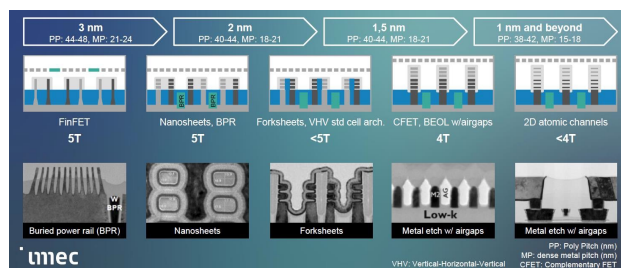 3 nm
PP: 44-48, MP: 21-24
2 nm
PP: 40-44, MP: 18-21
1,5 nm
PP: 40-44, MP: 18-21
1 nm and beyond
PP: 38-42, MP: 15-18
BPR
BPR
FinFET
Nanosheets, BPR
Forksheets, VHV std cell arch.
CFET, BEOL w/airgaps
2D atomic channels
5T
5T
<5T
4T
<4T
W
BPR
AG
Low-k
Buried power rail (BPR)
Nanosheets
Forksheets
Metal etch w/ airgaps
Metal etch w/ airgaps
umec
VHV: Vertical-Horizontal-Vertical
PP: Poly Pitch (nm)
MP: dense metal pitch (nm)
CFET: Complementary FET